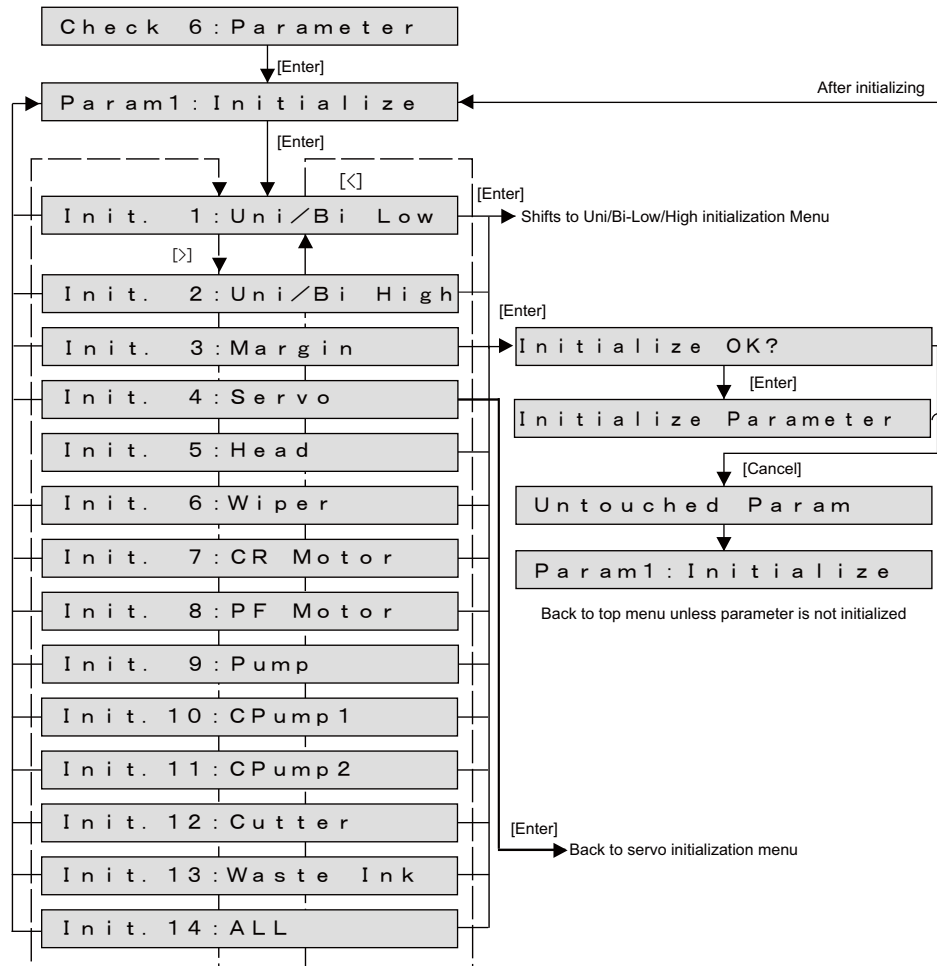 Check 6:Parameter
[Enter]
Param1:Initialize
After initializing
[Enter]
[<]
[Enter]
Init. 1:Uni/Bi Low
Shifts to Uni/Bi-Low/High initialization Menu
[>]
Init. 2:Uni/Bi High
[Enter]
Init. 3:Margin
Initialize OK?
[Enter]
Init. 4:Servo
Initialize Parameter
Init. 5:Head
[Cancel]
Init. 6:Wiper
Untouched Param
Init. 7:CR Motor
Param1:Initialize
Init. 8:PF Motor
Back to top menu unless parameter is not initialized
Init. 9:Pump
Init. 10:CPump1
Init. 11:CPump2
Init. 12:Cutter
[Enter]
Back to servo initialization menu
Init. 13:Waste Ink
Init. 14:ALL